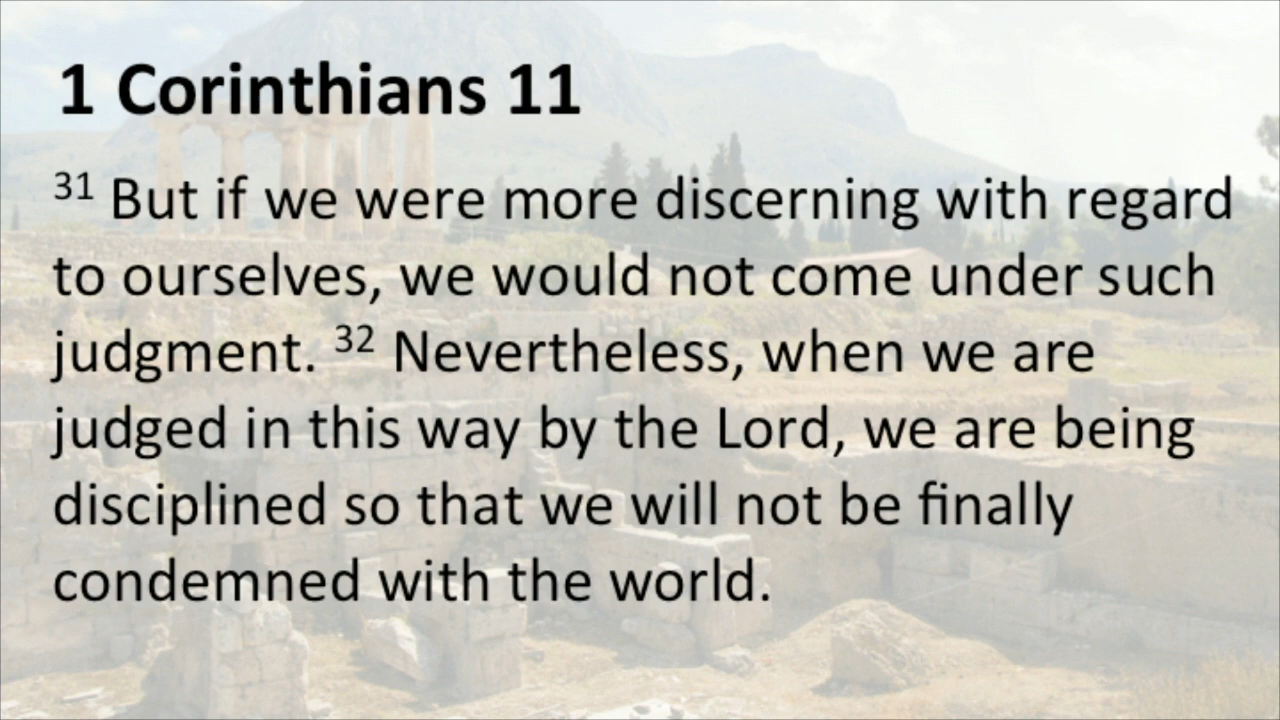 1 Corinthians 11
31 But if we were more discerning with regard
to ourselves, we would not come under such
judgment. 32 Nevertheless, when we are
judged in this way by the Lord, we are being
disciplined so that we will not be finally
condemned with the world.